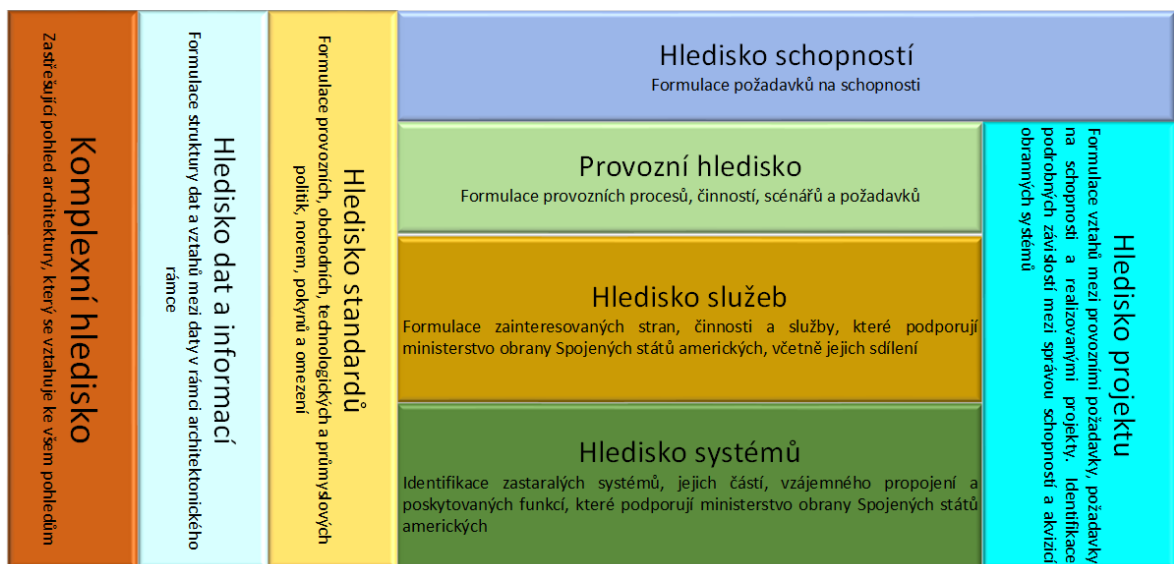 Komplexní hledisko
Zastřešující pohled architektury, který se vztahuje ke všem pohledům
Hledisko dat a informací
Formulace struktury dat a vztahů mezi daty v rámci architektonického
rámce
Hledisko standardů
Formulace provozních, obchodních, technologických a průmyslových
politik, norem, pokynů a omezení
Hledisko schopností
Formulace požadavků na schopnosti
Provozní hledisko
Formulace provozních procesů, činností, scénářů a požadavků
Hledisko služeb
Formulace zainteresovaných stran, činnosti a služby, které podporují
ministerstvo obrany Spojených států amerických, včetně jejich sdílení
Hledisko systémů
Identifikace zastaralých systémů, jejich částí, vzájemného propojení a
poskytovaných funkcí, které podporují ministerstvo obrany Spojených států
amerických
Hledisko projektu
Formulace vztahů mezi provozními požadavky, požadavky
na schopnosti a realizovanými projekty. Identifikace
podrobných závislostí mezi správou schopností a akvizicí
obranných systémů